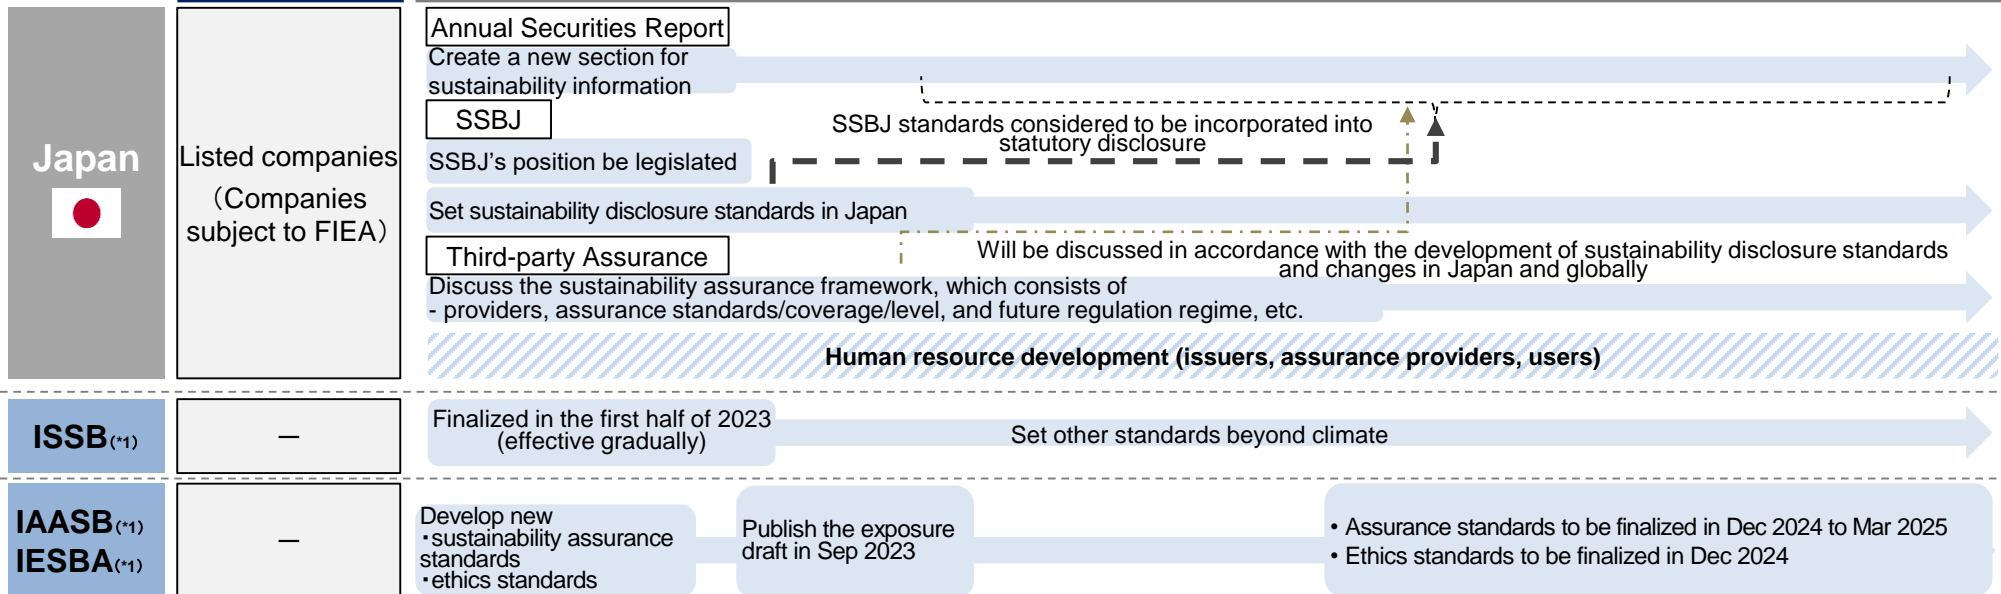 Japan
Listed companies
（Companies
subject to FIEA）
Annual Securities Report
Create a new section for
sustainability information
SSBJ
SSBJ's position be legislated
SSBJ standards considered to be incorporated into
statutory disclosure
Set sustainability disclosure standards in Japan
Third-party Assurance
Will be discussed in accordance with the development of sustainability disclosure standards
and changes in Japan and globally
Discuss the sustainability assurance framework, which consists of
- providers, assurance standards/coverage/level, and future regulation regime, etc.
Human resource development (issuers, assurance providers, users)
ISSB(*1)
—
Finalized in the first half of 2023
(effective gradually)
Set other standards beyond climate
IAASB(*1)
IESBA(*1)
—
Develop new
・sustainability assurance
standards
・ethics standards
Publish the exposure
draft in Sep 2023
• Assurance standards to be finalized in Dec 2024 to Mar 2025
• Ethics standards to be finalized in Dec 2024